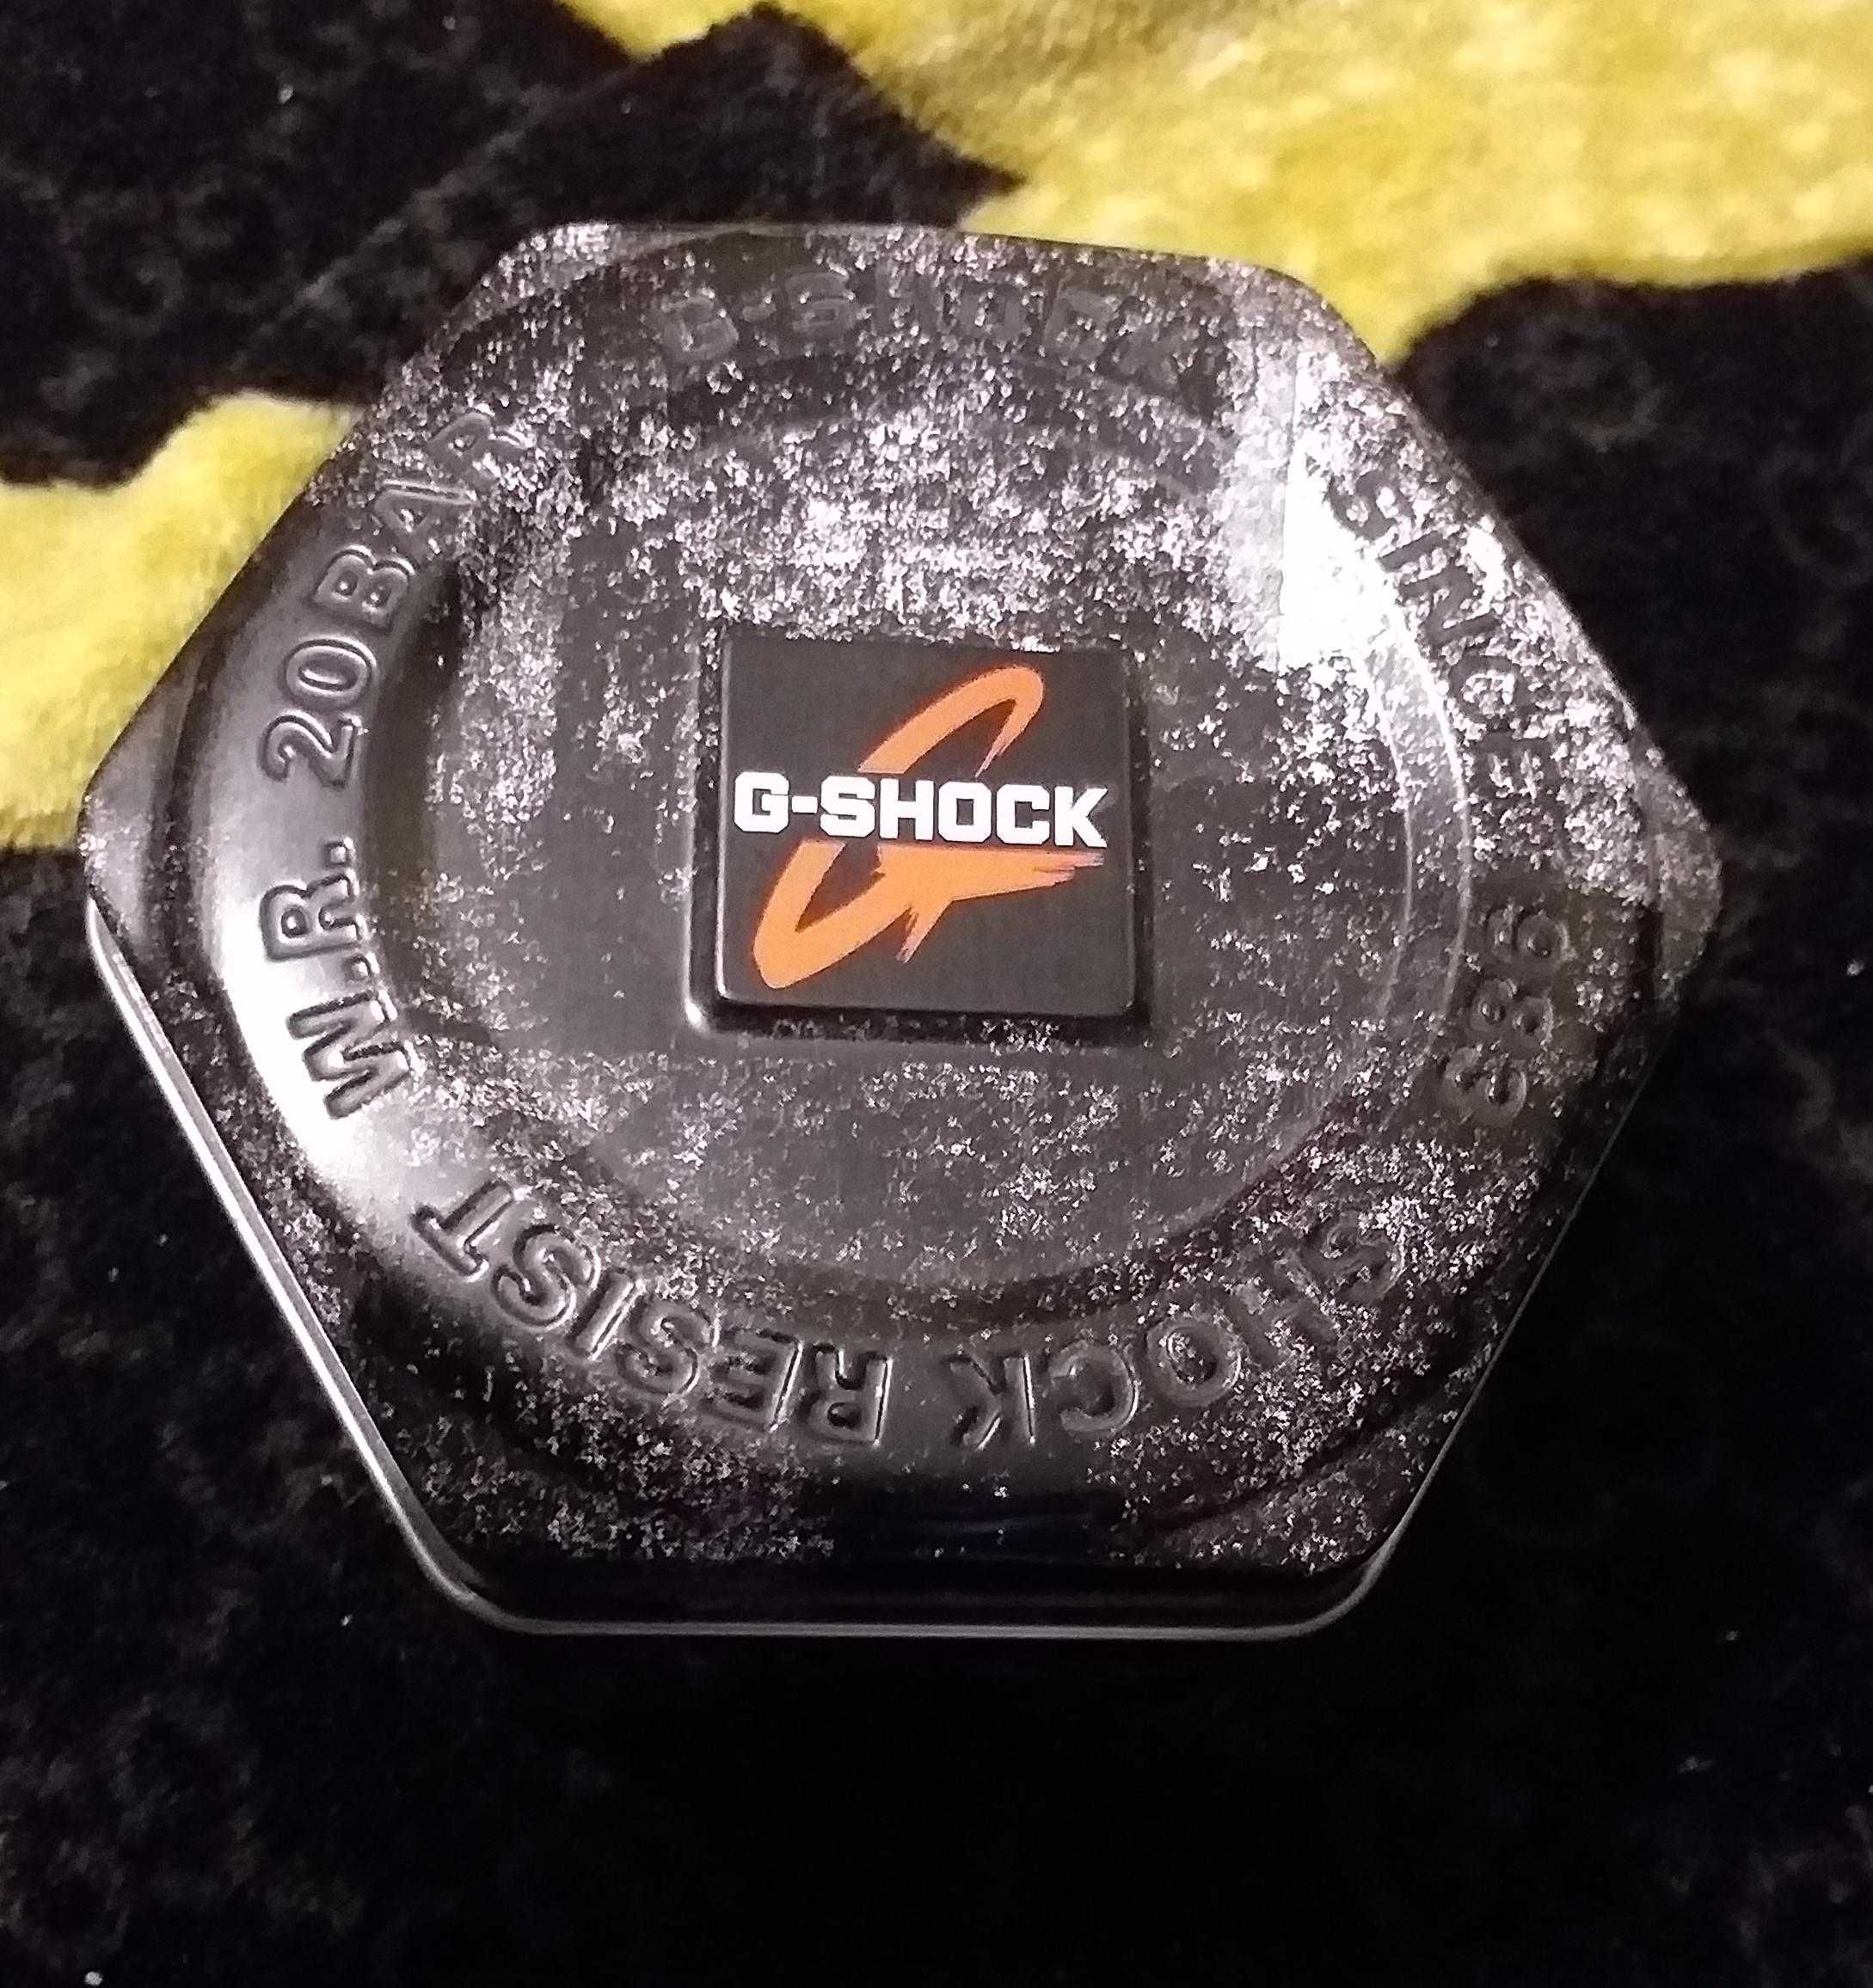 G-SHOCK
SINCE 1983
SHOCK RESIST
W.R. 20BAR
G-SHOCK